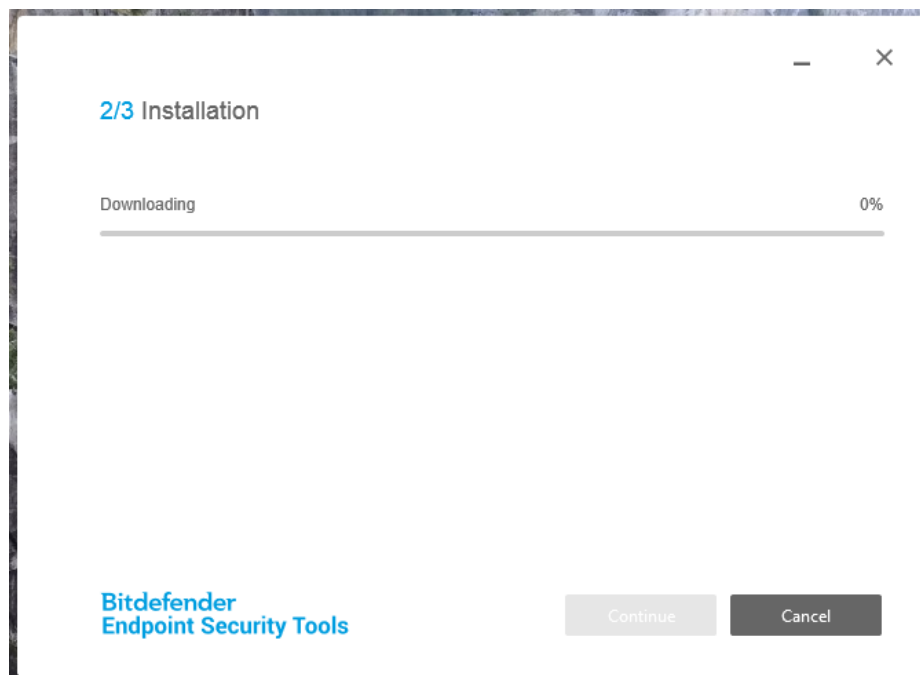 2/3 Installation
Downloading 0%
Bitdefender
Endpoint Security Tools
Continue
Cancel